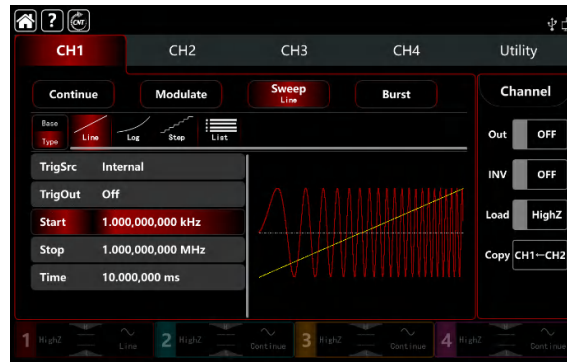 ? CNT
CH1 CH2 CH3 CH4 Utility
Continue Modulate Sweep Line Burst Channel
Base Type Line Log Step List
Out OFF
TrigSrc Internal
TrigOut Off
INV OFF
Start 1.000,000,000 kHz
Load HighZ
Stop 1.000,000,000 MHz
Copy CH1←CH2
Time 10.000,000 ms
1 HighZ Line 2 HighZ Continue 3 HighZ Continue 4 HighZ Continue